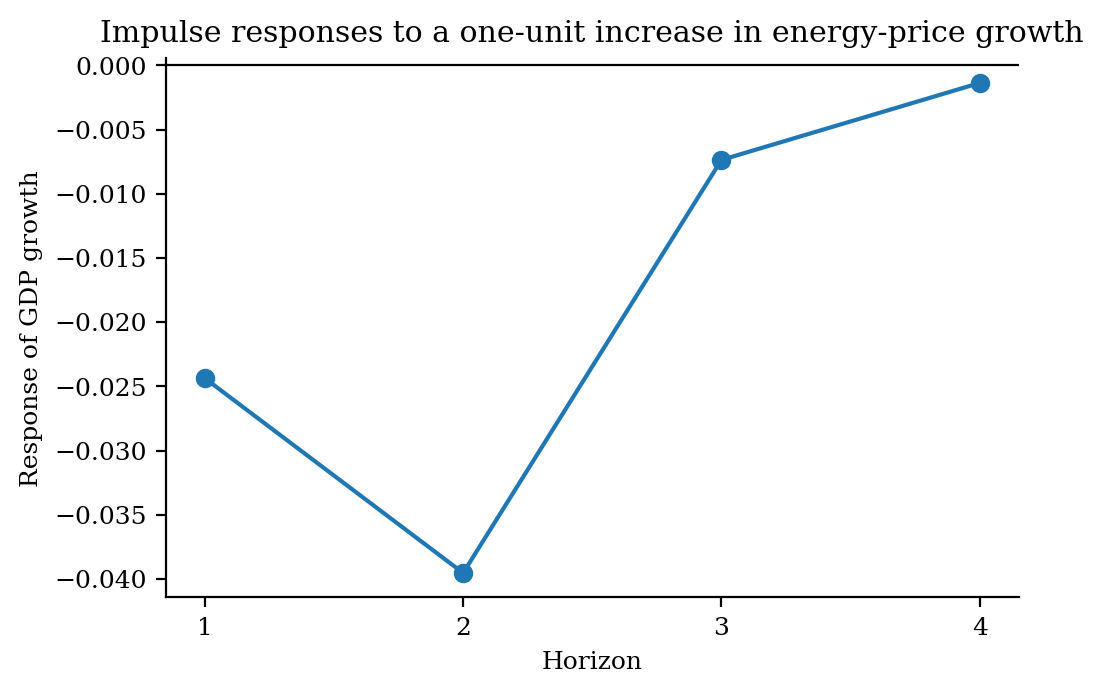 Impulse responses to a one-unit increase in energy-price growth
Response of GDP growth
0.000
−0.005
−0.010
−0.015
−0.020
−0.025
−0.030
−0.035
−0.040
1 2 3 4
Horizon